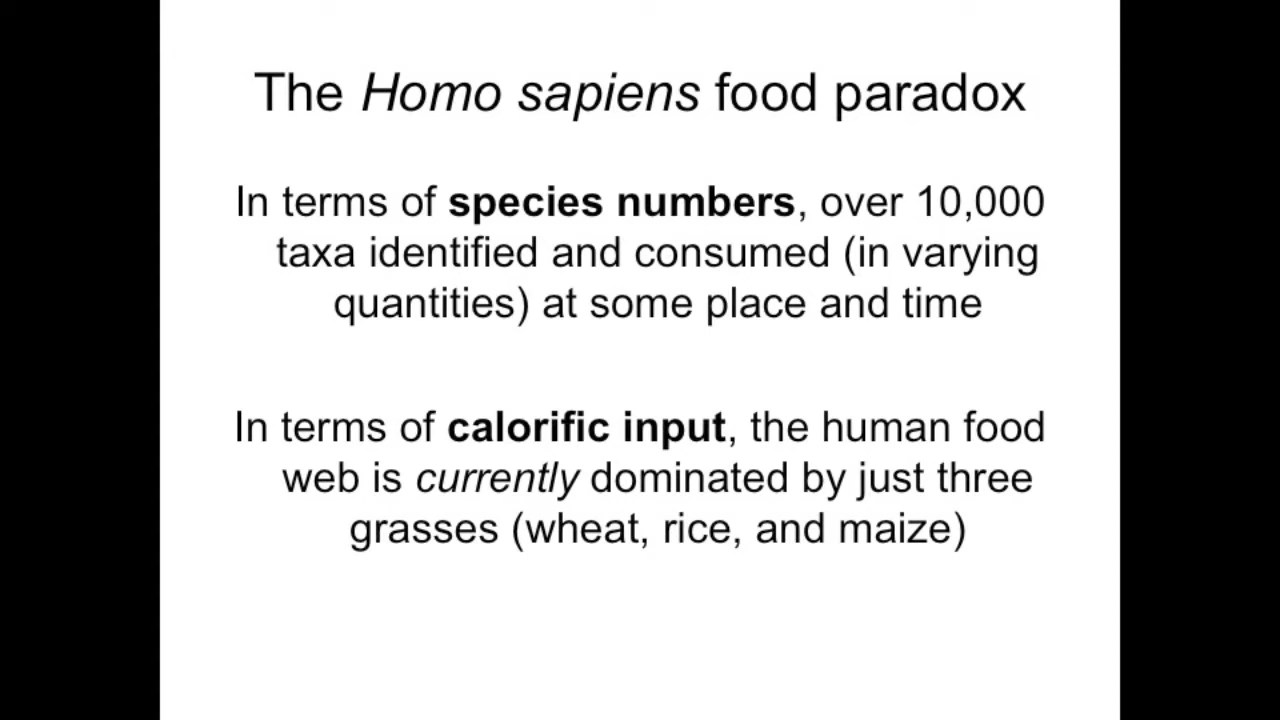 The Homo sapiens food paradox
In terms of species numbers, over 10,000
taxa identified and consumed (in varying
quantities) at some place and time
In terms of calorific input, the human food
web is currently dominated by just three
grasses (wheat, rice, and maize)